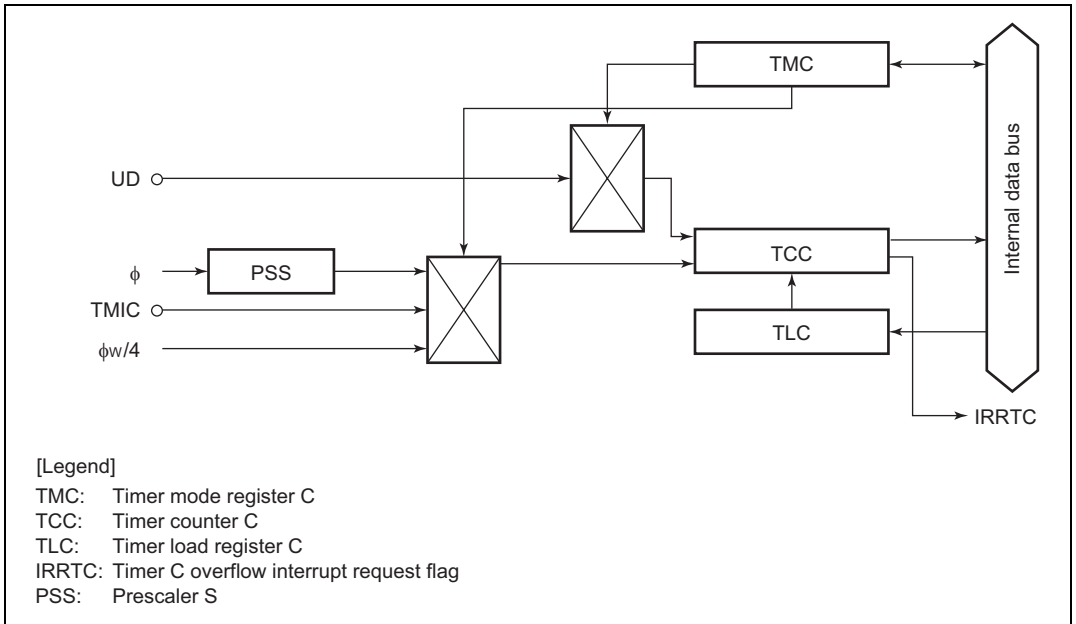 TMC
UD
φ
PSS
TCC
TMIC
TLC
φW/4
Internal data bus
IRRTC
[Legend]
TMC: Timer mode register C
TCC: Timer counter C
TLC: Timer load register C
IRRTC: Timer C overflow interrupt request flag
PSS: Prescaler S